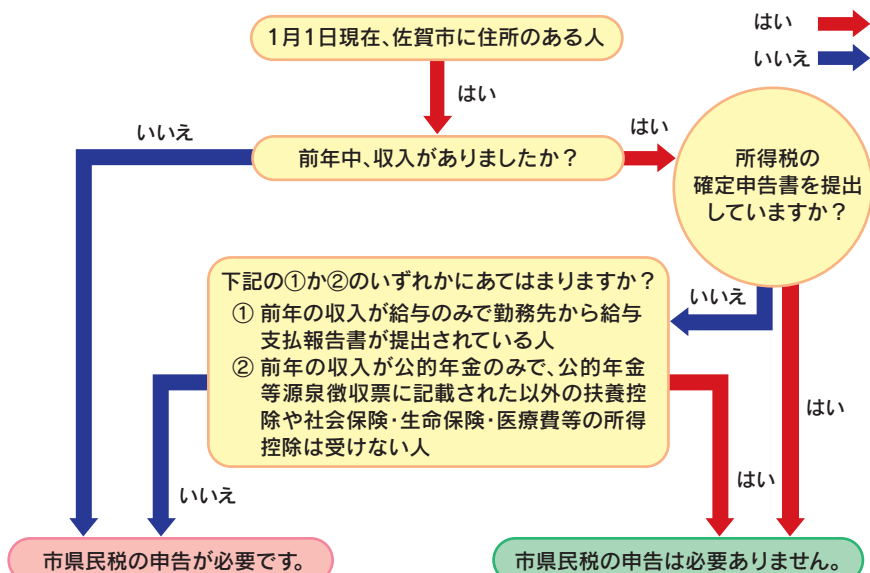 1月1日現在、佐賀市に住所のある人
はい
いいえ
はい
いいえ
はい
前年中、収入がありましたか？
所得税の
確定申告書を提出
していますか？
下記の①か②のいずれかにあてはまりますか？
① 前年の収入が給与のみで勤務先から給与
支払報告書が提出されている人
② 前年の収入が公的年金のみで、公的年金
等源泉徴収票に記載された以外の扶養控
除や社会保険・生命保険・医療費等の所得
控除は受けない人
いいえ
はい
はい
いいえ
市県民税の申告が必要です。
市県民税の申告は必要ありません。